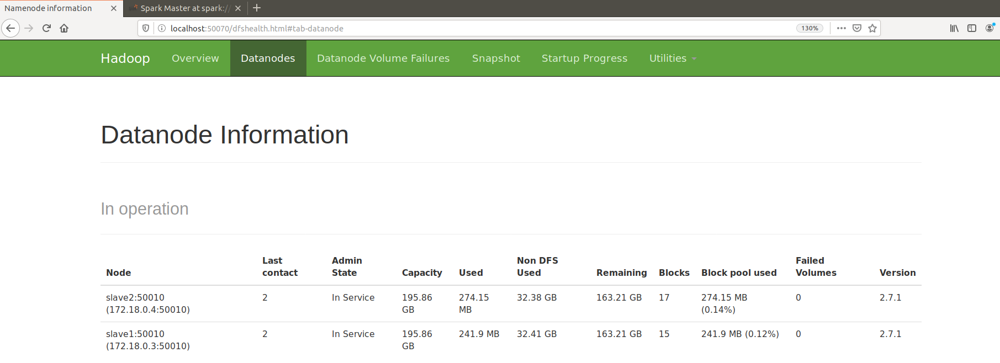 Namenode information
Spark Master at spark://
localhost:50070/dfshealth.html#tab-datanode
130%
Hadoop Overview Datanodes Datanode Volume Failures Snapshot Startup Progress Utilities
Datanode Information
In operation
Node Last contact Admin State Capacity Used Non DFS Used Remaining Blocks Block pool used Failed Volumes Version
slave2:50010 (172.18.0.4:50010) 2 In Service 195.86 GB 274.15 MB 32.38 GB 163.21 GB 17 274.15 MB (0.14%) 0 2.7.1
slave1:50010 (172.18.0.3:50010) 2 In Service 195.86 GB 241.9 MB 32.41 GB 163.21 GB 15 241.9 MB (0.12%) 0 2.7.1